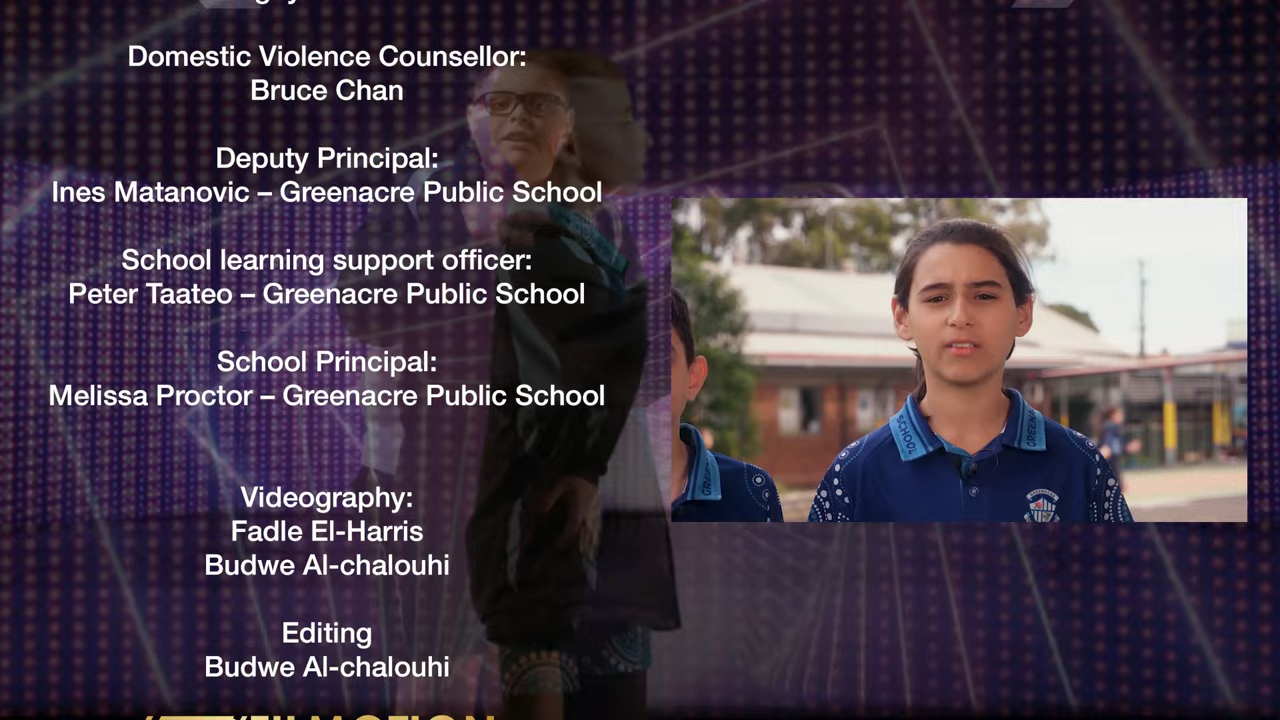 Domestic Violence Counsellor:
Bruce Chan
Deputy Principal:
Ines Matanovic – Greenacre Public School
School learning support officer:
Peter Taateo – Greenacre Public School
School Principal:
Melissa Proctor – Greenacre Public School
Videography:
Fadle El-Harris
Budwe Al-chalouhi
Editing
Budwe Al-chalouhi
SCHOOL